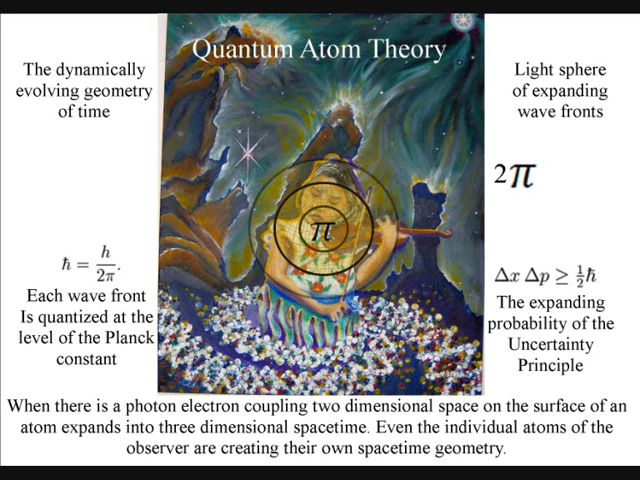 Quantum Atom Theory
The dynamically
evolving geometry
of time
Light sphere
of expanding
wave fronts
2π
π
ħ = h/2π.
Each wave front
Is quantized at the
level of the Planck
constant
Δx Δp ≥ ½ħ
The expanding
probability of the
Uncertainty
Principle
When there is a photon electron coupling two dimensional space on the surface of an
atom expands into three dimensional spacetime. Even the individual atoms of the
observer are creating their own spacetime geometry.